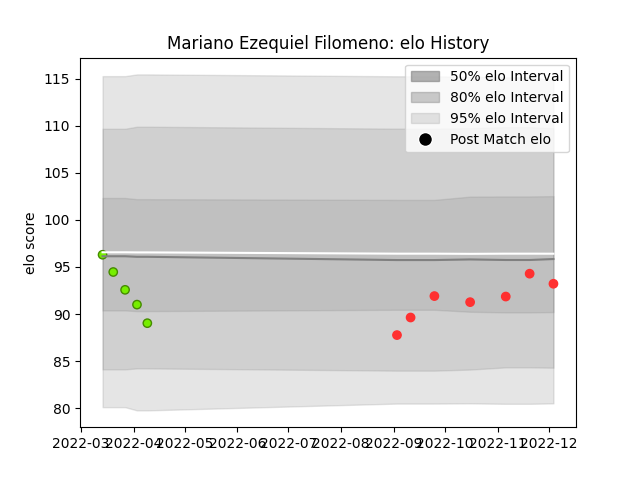 Mariano Ezequiel Filomeno: elo History
50% elo Interval
80% elo Interval
95% elo Interval
Post Match elo
elo score
115
110
105
100
95
90
85
80
2022-03 2022-04 2022-05 2022-06 2022-07 2022-08 2022-09 2022-10 2022-11 2022-12